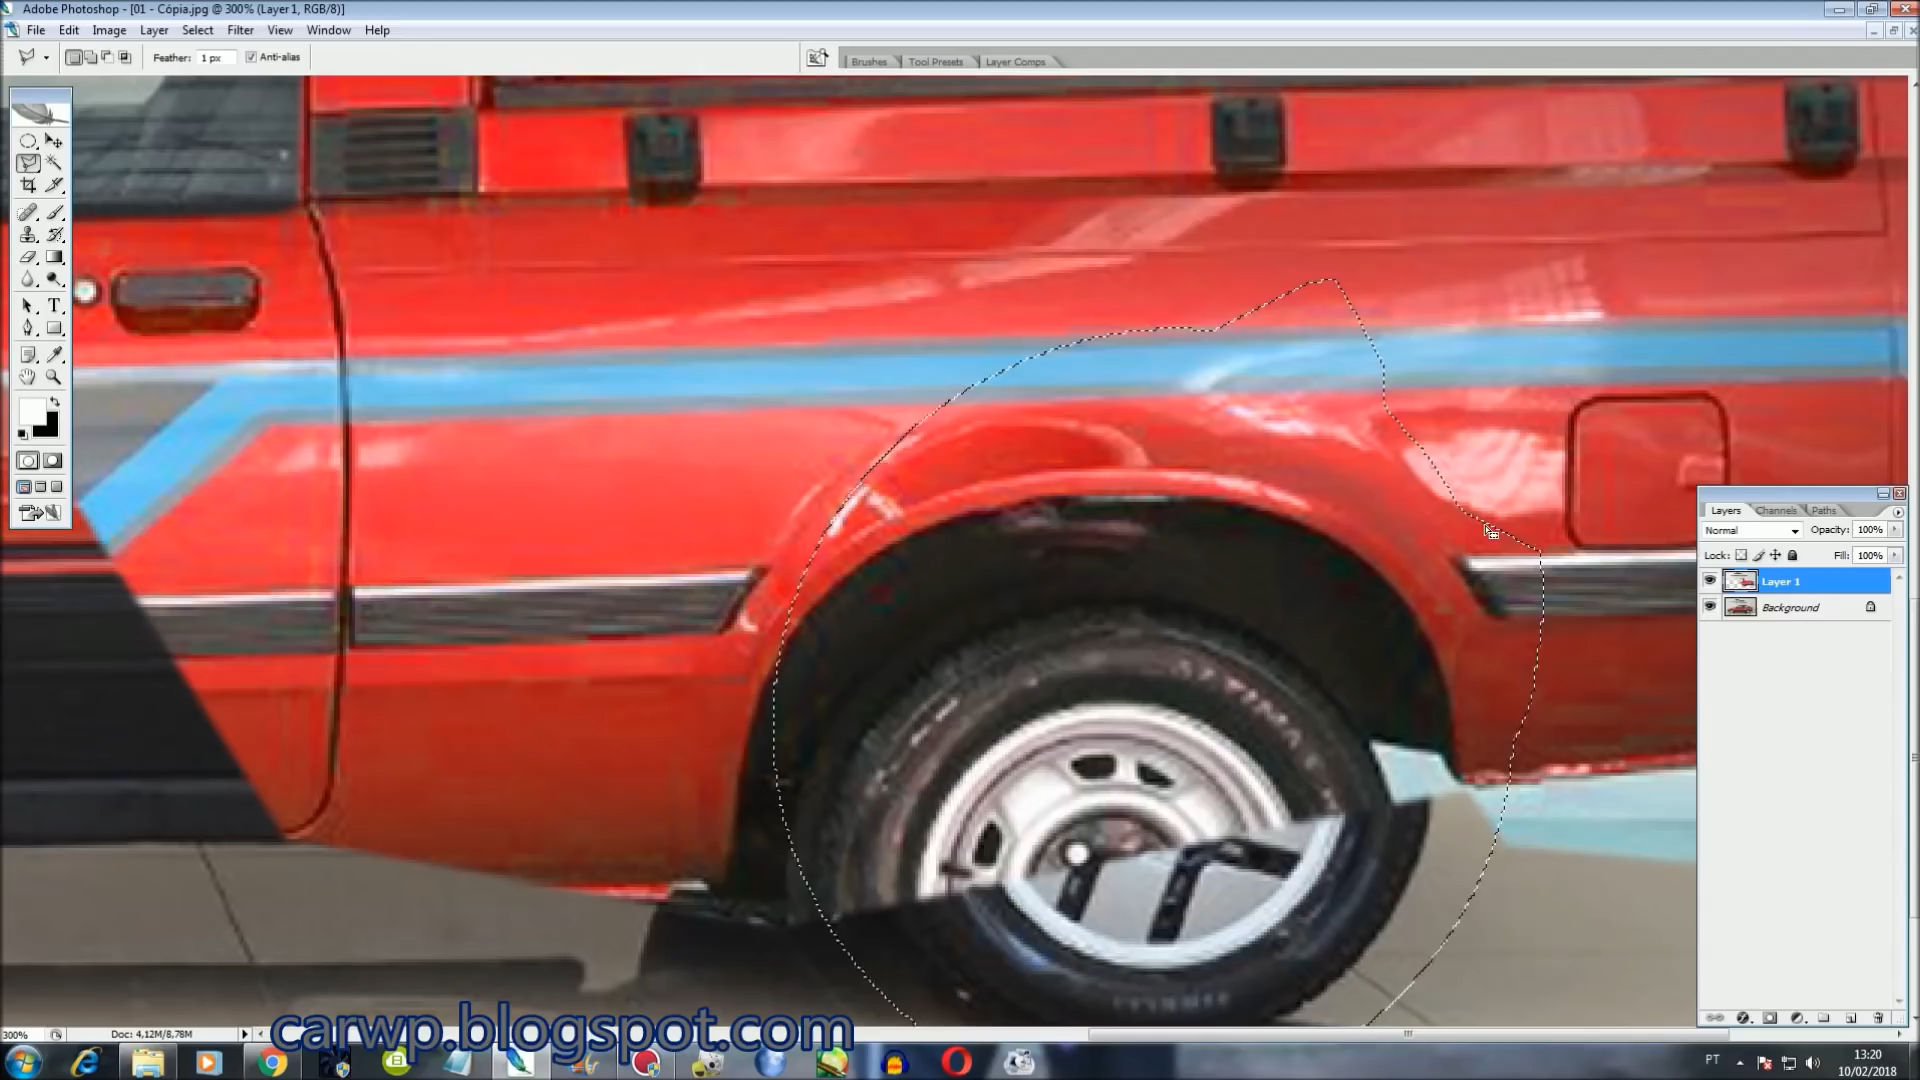 Adobe Photoshop - [01 - Cópia.jpg @ 300% (Layer 1, RGB/8)]
File Edit Image Layer Select Filter View Window Help
Feather: 1 px Anti-alias
Brushes Tool Presets Layer Comps
Layers Channels Paths
Normal Opacity: 100%
Lock: Fill: 100%
Layer 1
Background
300% Doc: 4,12M/8,78M
carwp.blogspot.com
PT 13:20
10/02/2018